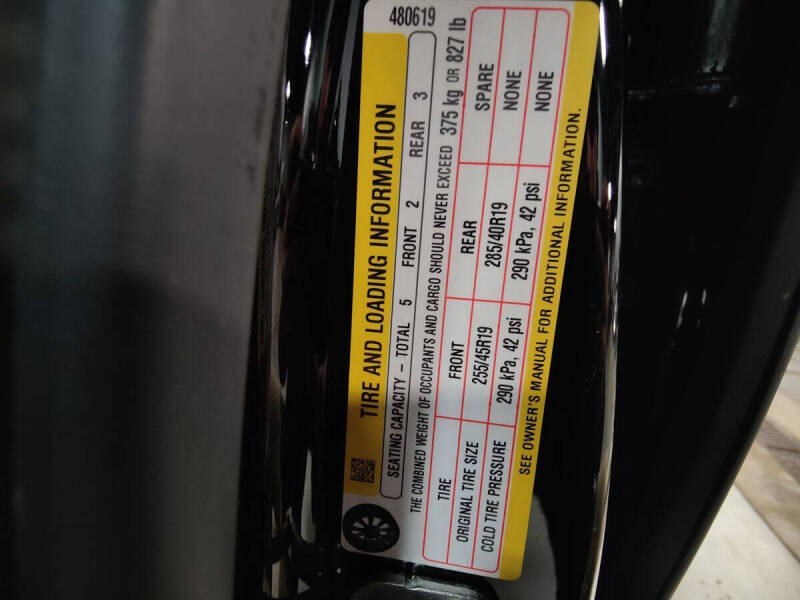 480619
TIRE AND LOADING INFORMATION
SEATING CAPACITY – TOTAL 5 FRONT 2 REAR 3
THE COMBINED WEIGHT OF OCCUPANTS AND CARGO SHOULD NEVER EXCEED 375 kg OR 827 lb
TIRE FRONT REAR SPARE
ORIGINAL TIRE SIZE 255/45R19 285/40R19 NONE
COLD TIRE PRESSURE 290 kPa, 42 psi 290 kPa, 42 psi NONE
SEE OWNER'S MANUAL FOR ADDITIONAL INFORMATION.